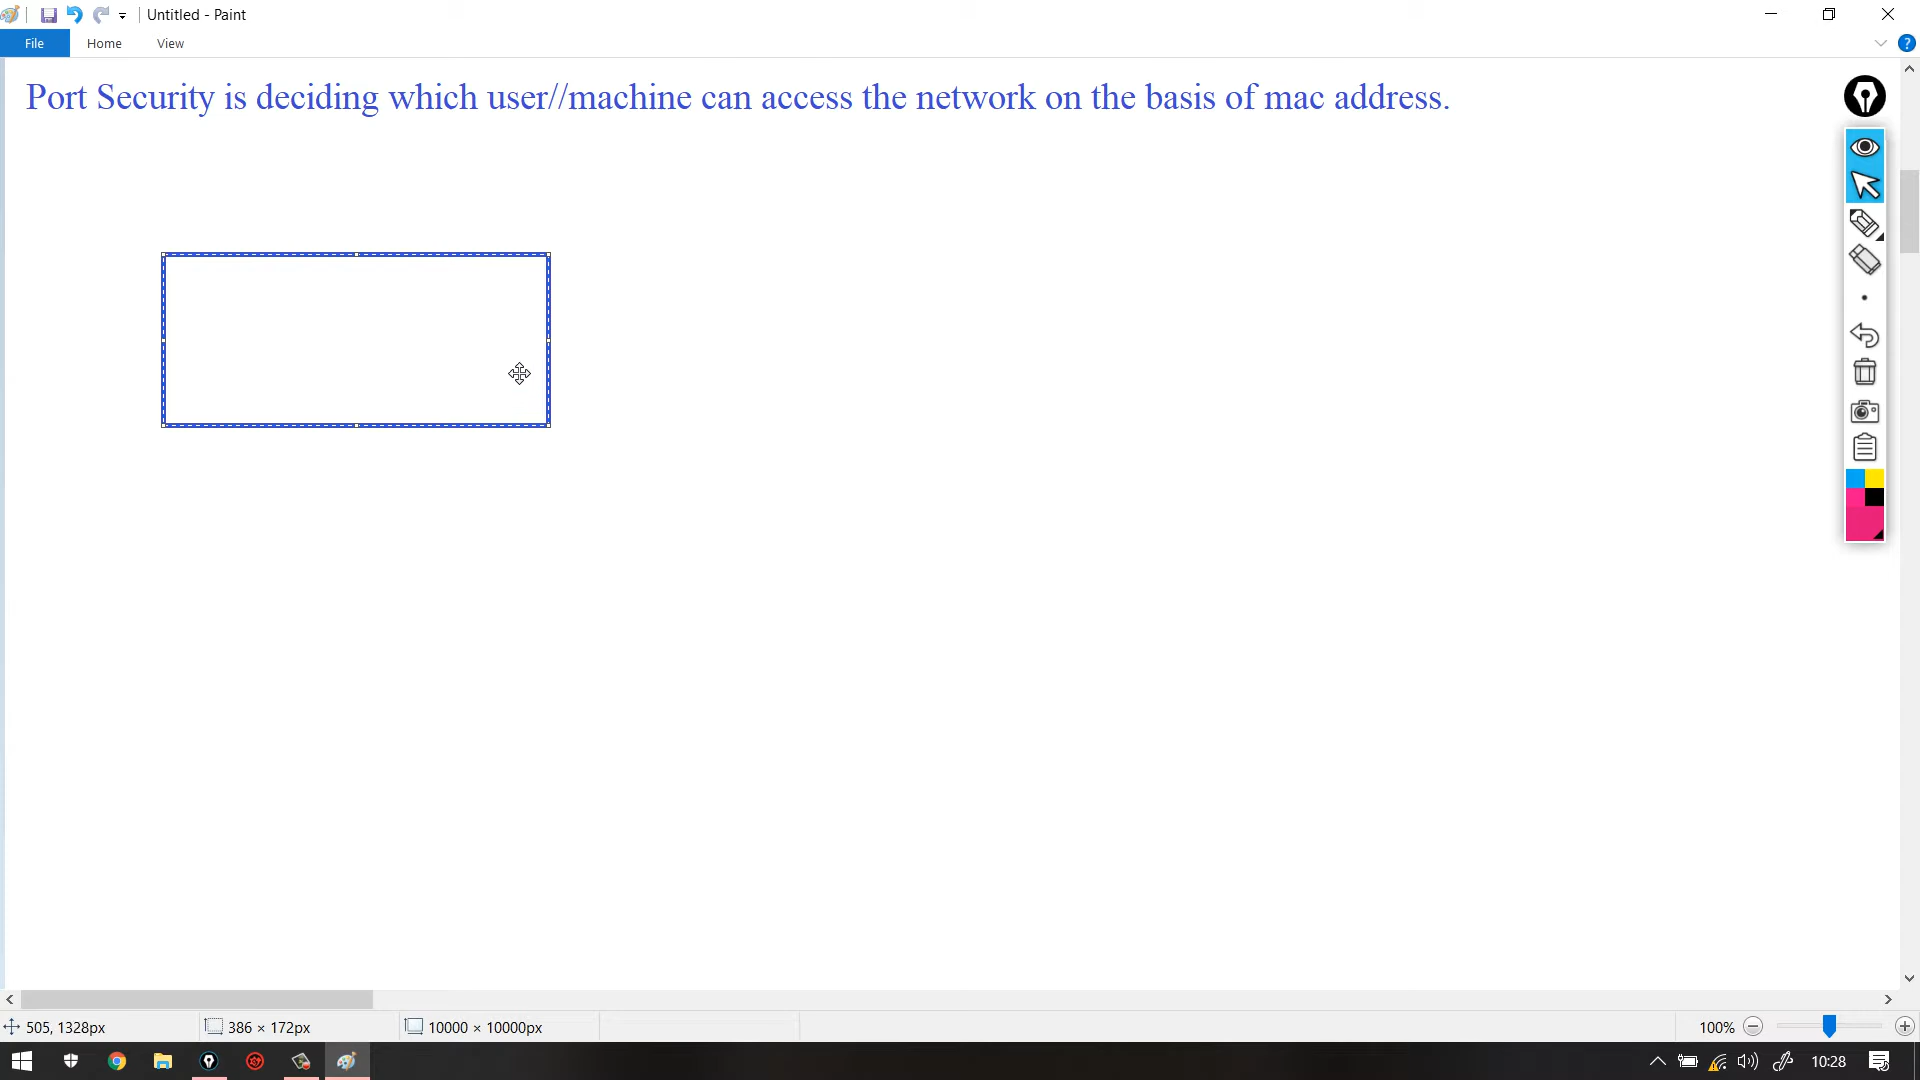 Untitled - Paint
File Home View
Port Security is deciding which user//machine can access the network on the basis of mac address.
505, 1328px 386 × 172px 10000 × 10000px 100%
10:28